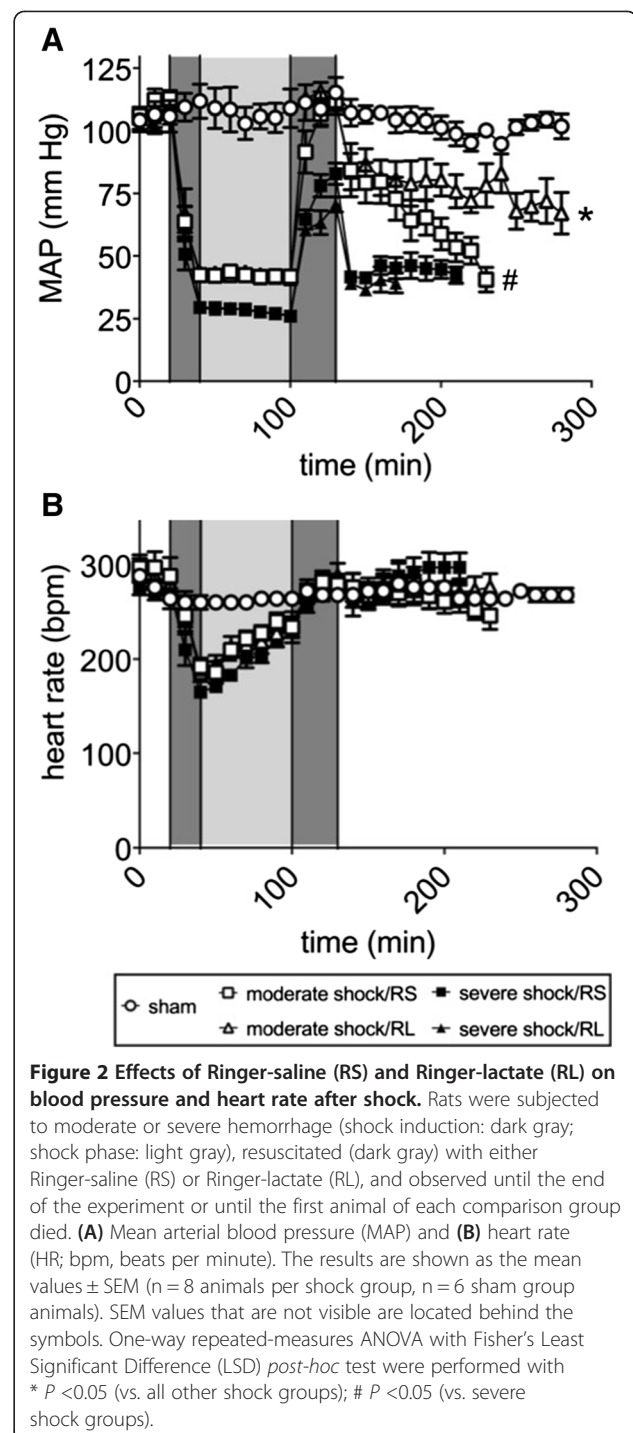 A
125
100
75
50
25
0
MAP (mm Hg)
*
#
0
100
200
300
time (min)
B
300
200
100
0
heart rate (bpm)
0
100
200
300
time (min)
sham
moderate shock/RS
severe shock/RS
moderate shock/RL
severe shock/RL
Figure 2 Effects of Ringer-saline (RS) and Ringer-lactate (RL) on
blood pressure and heart rate after shock. Rats were subjected
to moderate or severe hemorrhage (shock induction: dark gray;
shock phase: light gray), resuscitated (dark gray) with either
Ringer-saline (RS) or Ringer-lactate (RL), and observed until the end
of the experiment or until the first animal of each comparison group
died. (A) Mean arterial blood pressure (MAP) and (B) heart rate
(HR; bpm, beats per minute). The results are shown as the mean
values ± SEM (n = 8 animals per shock group, n = 6 sham group
animals). SEM values that are not visible are located behind the
symbols. One-way repeated-measures ANOVA with Fisher's Least
Significant Difference (LSD) post-hoc test were performed with
* P <0.05 (vs. all other shock groups); # P <0.05 (vs. severe
shock groups).